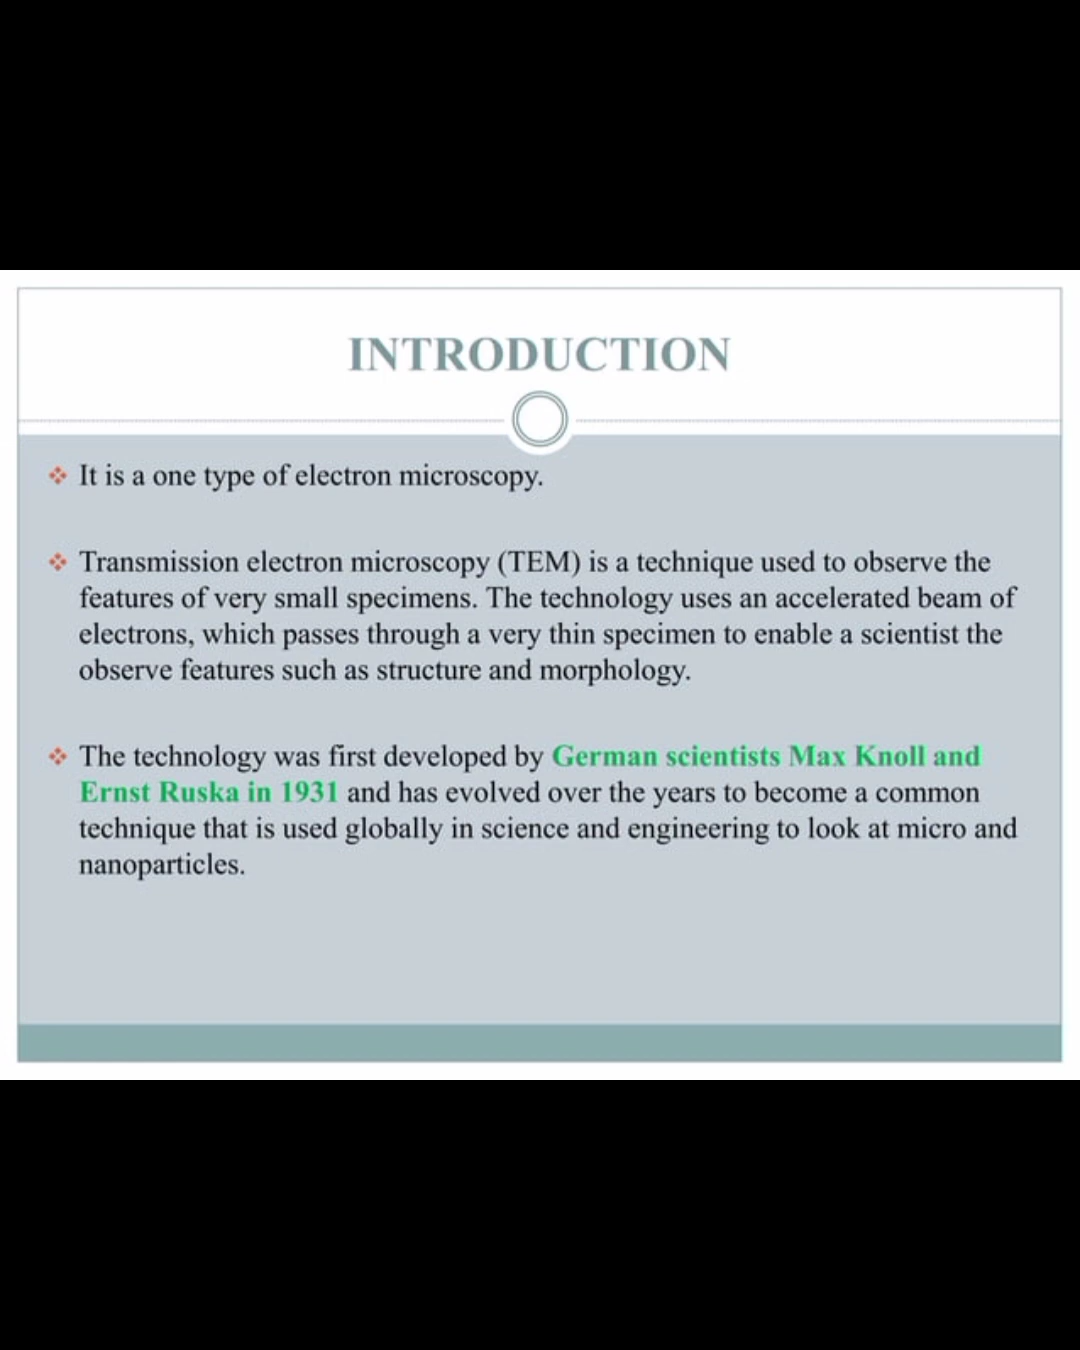 INTRODUCTION
It is a one type of electron microscopy.
Transmission electron microscopy (TEM) is a technique used to observe the
features of very small specimens. The technology uses an accelerated beam of
electrons, which passes through a very thin specimen to enable a scientist the
observe features such as structure and morphology.
The technology was first developed by German scientists Max Knoll and
Ernst Ruska in 1931 and has evolved over the years to become a common
technique that is used globally in science and engineering to look at micro and
nanoparticles.